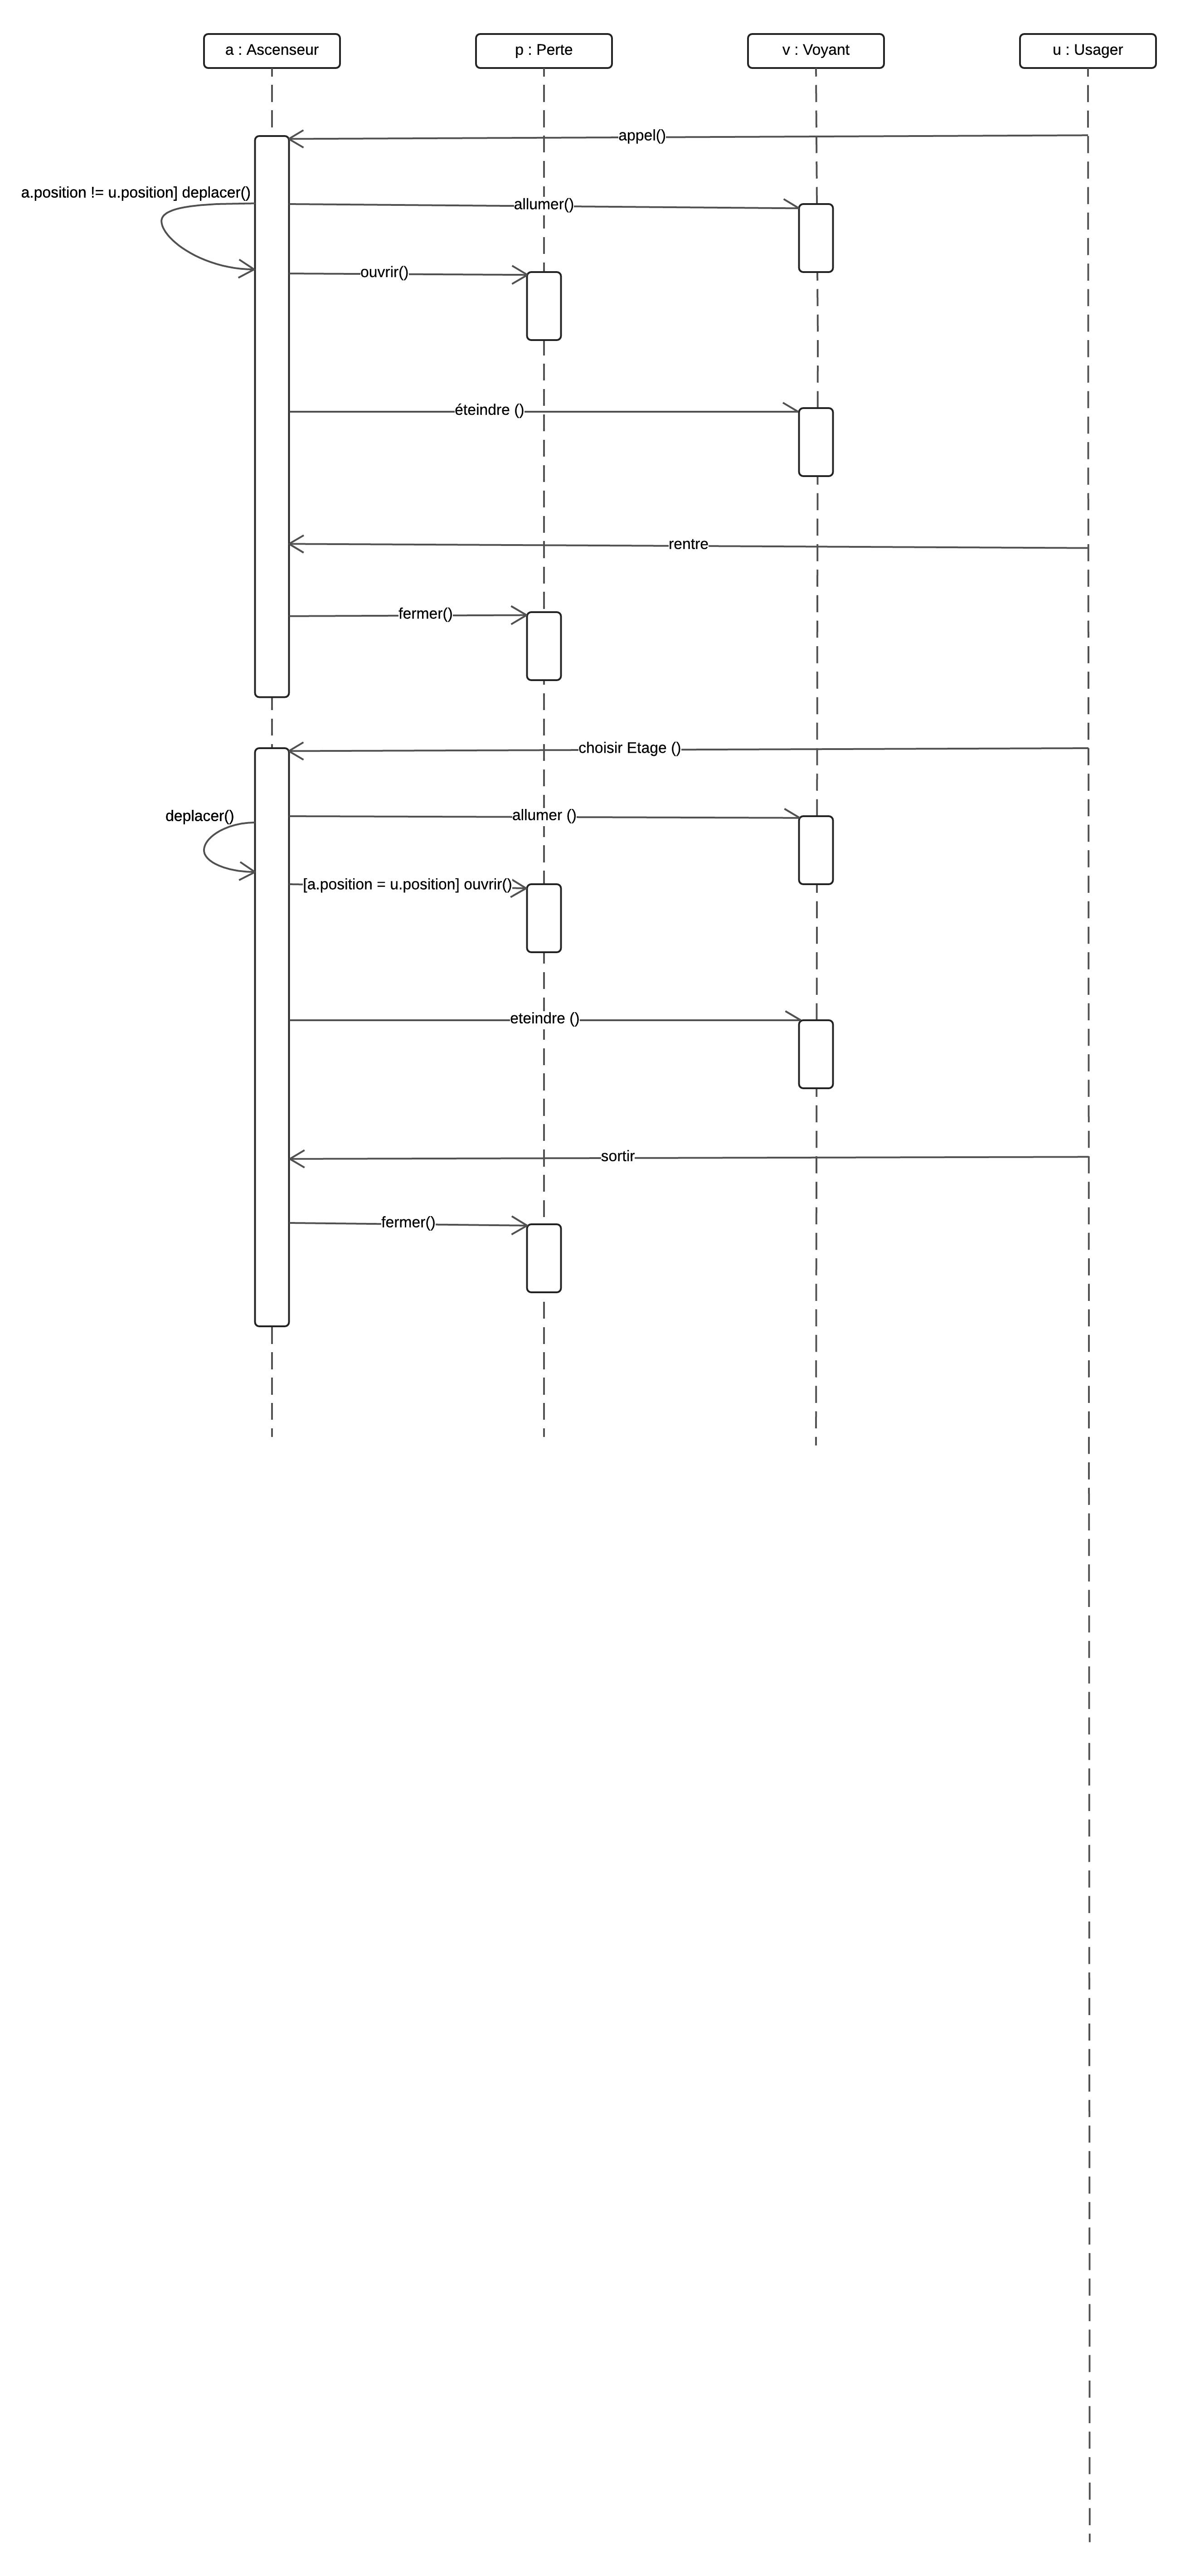 a : Ascenseur
p : Perte
v : Voyant
u : Usager
appel()
a.position != u.position] deplacer()
allumer()
ouvrir()
éteindre ()
rentre
fermer()
choisir Etage ()
deplacer()
allumer ()
[a.position = u.position] ouvrir()
eteindre ()
sortir
fermer()